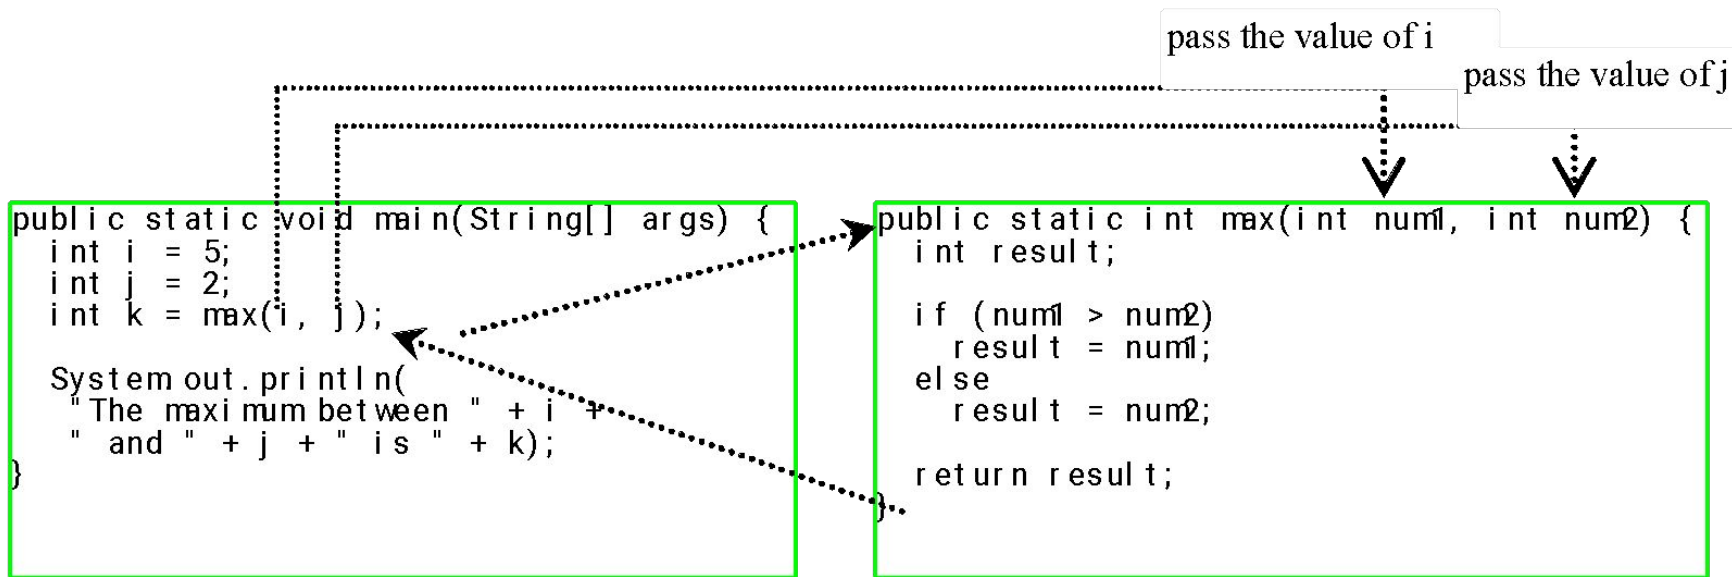 pass the value of i
pass the value of j
public static void main(String[] args) {
int i = 5;
int j = 2;
int k = max(i, j);
System.out.println(
"The maximum between " + i +
" and " + j + " is " + k);
}
public static int max(int num1, int num2) {
int result;
if (num1 > num2)
result = num1;
else
result = num2;
return result;
}